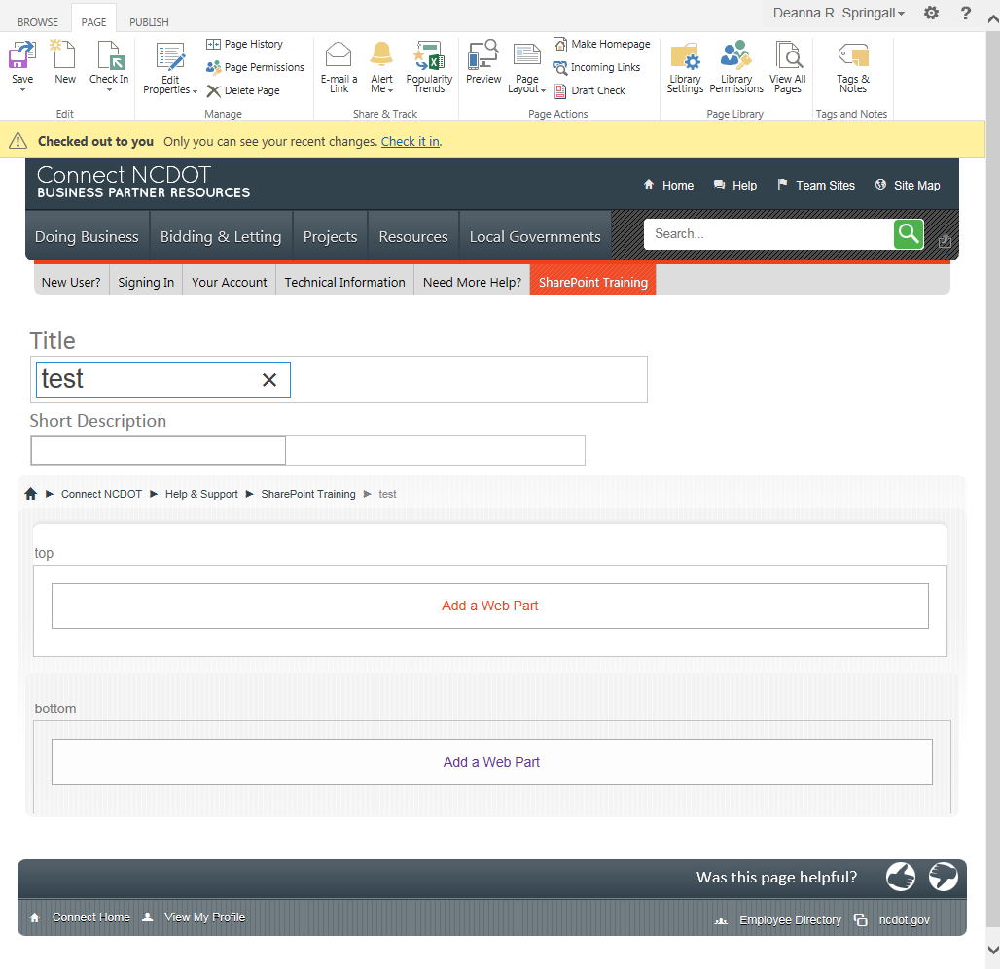 BROWSE PAGE PUBLISH Deanna R. Springall ?
Save New Check In
Edit
Edit Properties
Page History
Page Permissions
Delete Page
Manage
E-mail a Link
Alert Me
Popularity Trends
Share & Track
Preview
Page Layout
Make Homepage
Incoming Links
Draft Check
Page Actions
Library Settings
Library Permissions
View All Pages
Page Library
Tags & Notes
Tags and Notes
Checked out to you Only you can see your recent changes. Check it in.
Connect NCDOT
BUSINESS PARTNER RESOURCES
Home Help Team Sites Site Map
Doing Business Bidding & Letting Projects Resources Local Governments Search...
New User? Signing In Your Account Technical Information Need More Help? SharePoint Training
Title
test
Short Description
Connect NCDOT Help & Support SharePoint Training test
top
Add a Web Part
bottom
Add a Web Part
Was this page helpful?
Connect Home View My Profile Employee Directory ncdot.gov